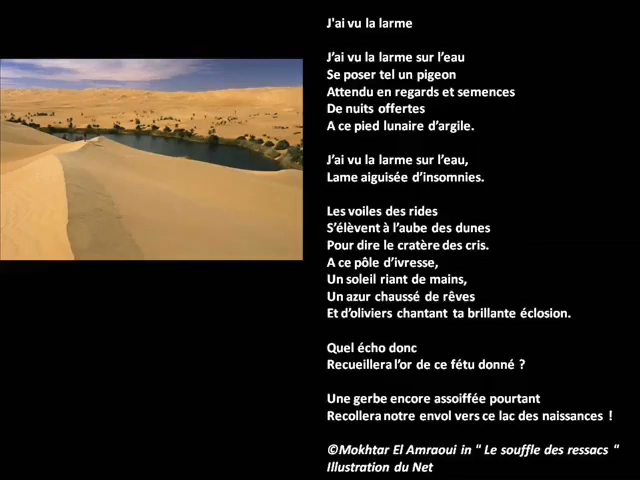 J'ai vu la larme
J'ai vu la larme sur l'eau
Se poser tel un pigeon
Attendu en regards et semences
De nuits offertes
A ce pied lunaire d'argile.
J'ai vu la larme sur l'eau,
Lame aiguisée d'insomnies.
Les voiles des rides
S'élèvent à l'aube des dunes
Pour dire le cratère des cris.
A ce pôle d'ivresse,
Un soleil riant de mains,
Un azur chaussé de rêves
Et d'oliviers chantant ta brillante éclosion.
Quel écho donc
Recueillera l'or de ce fétu donné ?
Une gerbe encore assoiffée pourtant
Recollera notre envol vers ce lac des naissances !
©Mokhtar El Amraoui in " Le souffle des ressacs "
Illustration du Net